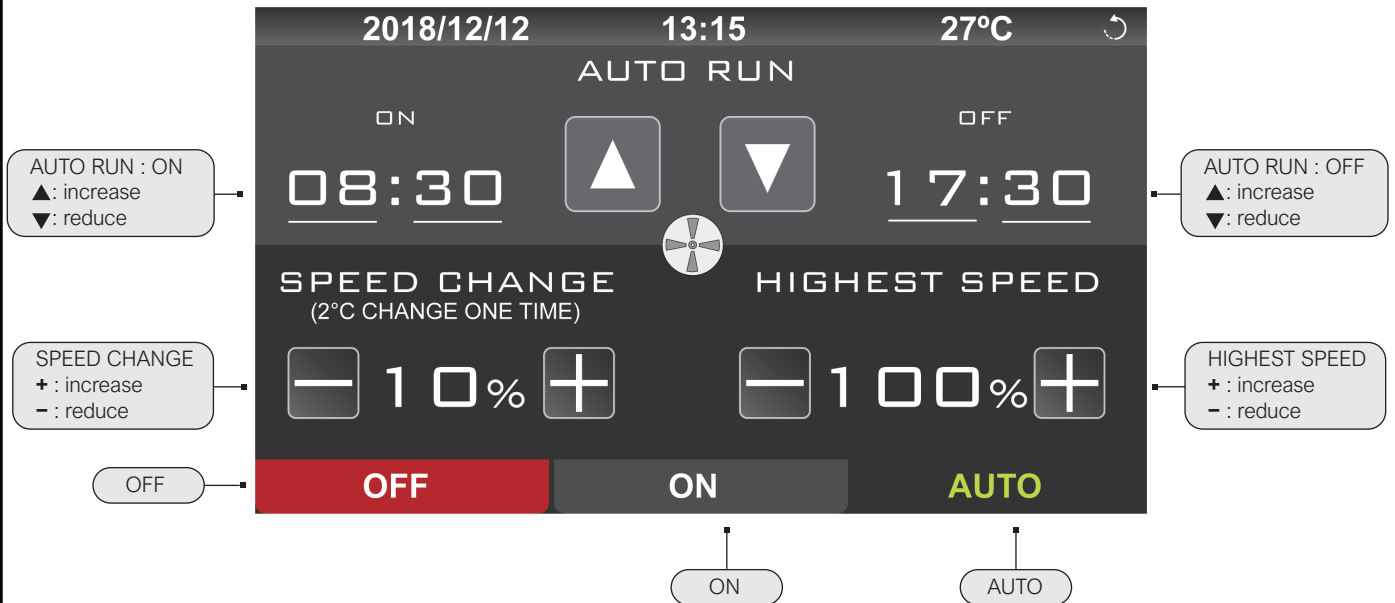 2018/12/12 13:15 27ºC
AUTO RUN
ON OFF
08:30 17:30
AUTO RUN : ON
▲: increase
▼: reduce
AUTO RUN : OFF
▲: increase
▼: reduce
SPEED CHANGE HIGHEST SPEED
(2°C CHANGE ONE TIME)
− 10% + − 100% +
SPEED CHANGE
+ : increase
− : reduce
HIGHEST SPEED
+ : increase
− : reduce
OFF
OFF ON AUTO
ON AUTO